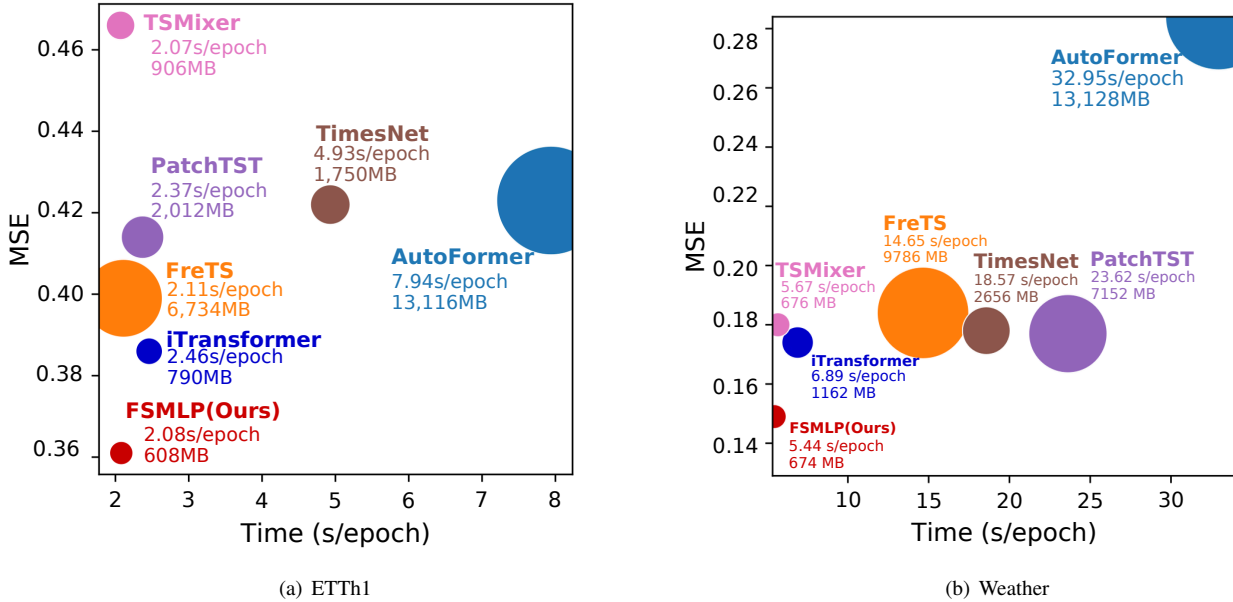 MSE
0.46
0.44
0.42
0.40
0.38
0.36
TSMixer
2.07s/epoch
906MB
TimesNet
4.93s/epoch
1,750MB
PatchTST
2.37s/epoch
2,012MB
AutoFormer
7.94s/epoch
13,116MB
FreTS
2.11s/epoch
6,734MB
iTransformer
2.46s/epoch
790MB
FSMLP(Ours)
2.08s/epoch
608MB
2 3 4 5 6 7 8
Time (s/epoch)
(a) ETTh1
MSE
0.28
0.26
0.24
0.22
0.20
0.18
0.16
0.14
AutoFormer
32.95s/epoch
13,128MB
FreTS
14.65 s/epoch
9786 MB
TSMixer
5.67 s/epoch
676 MB
TimesNet
18.57 s/epoch
2656 MB
PatchTST
23.62 s/epoch
7152 MB
iTransformer
6.89 s/epoch
1162 MB
FSMLP(Ours)
5.44 s/epoch
674 MB
10 15 20 25 30
Time (s/epoch)
(b) Weather